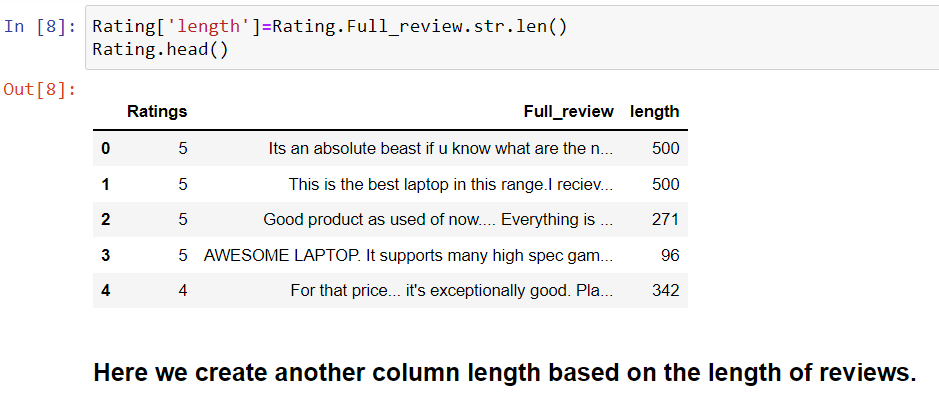 In [8]: Rating['length']=Rating.Full_review.str.len()
Rating.head()
Out[8]:
Ratings Full_review length
0 5 Its an absolute beast if u know what are the n... 500
1 5 This is the best laptop in this range.I reciev... 500
2 5 Good product as used of now.... Everything is ... 271
3 5 AWESOME LAPTOP. It supports many high spec gam... 96
4 4 For that price... it's exceptionally good. Pla... 342
Here we create another column length based on the length of reviews.